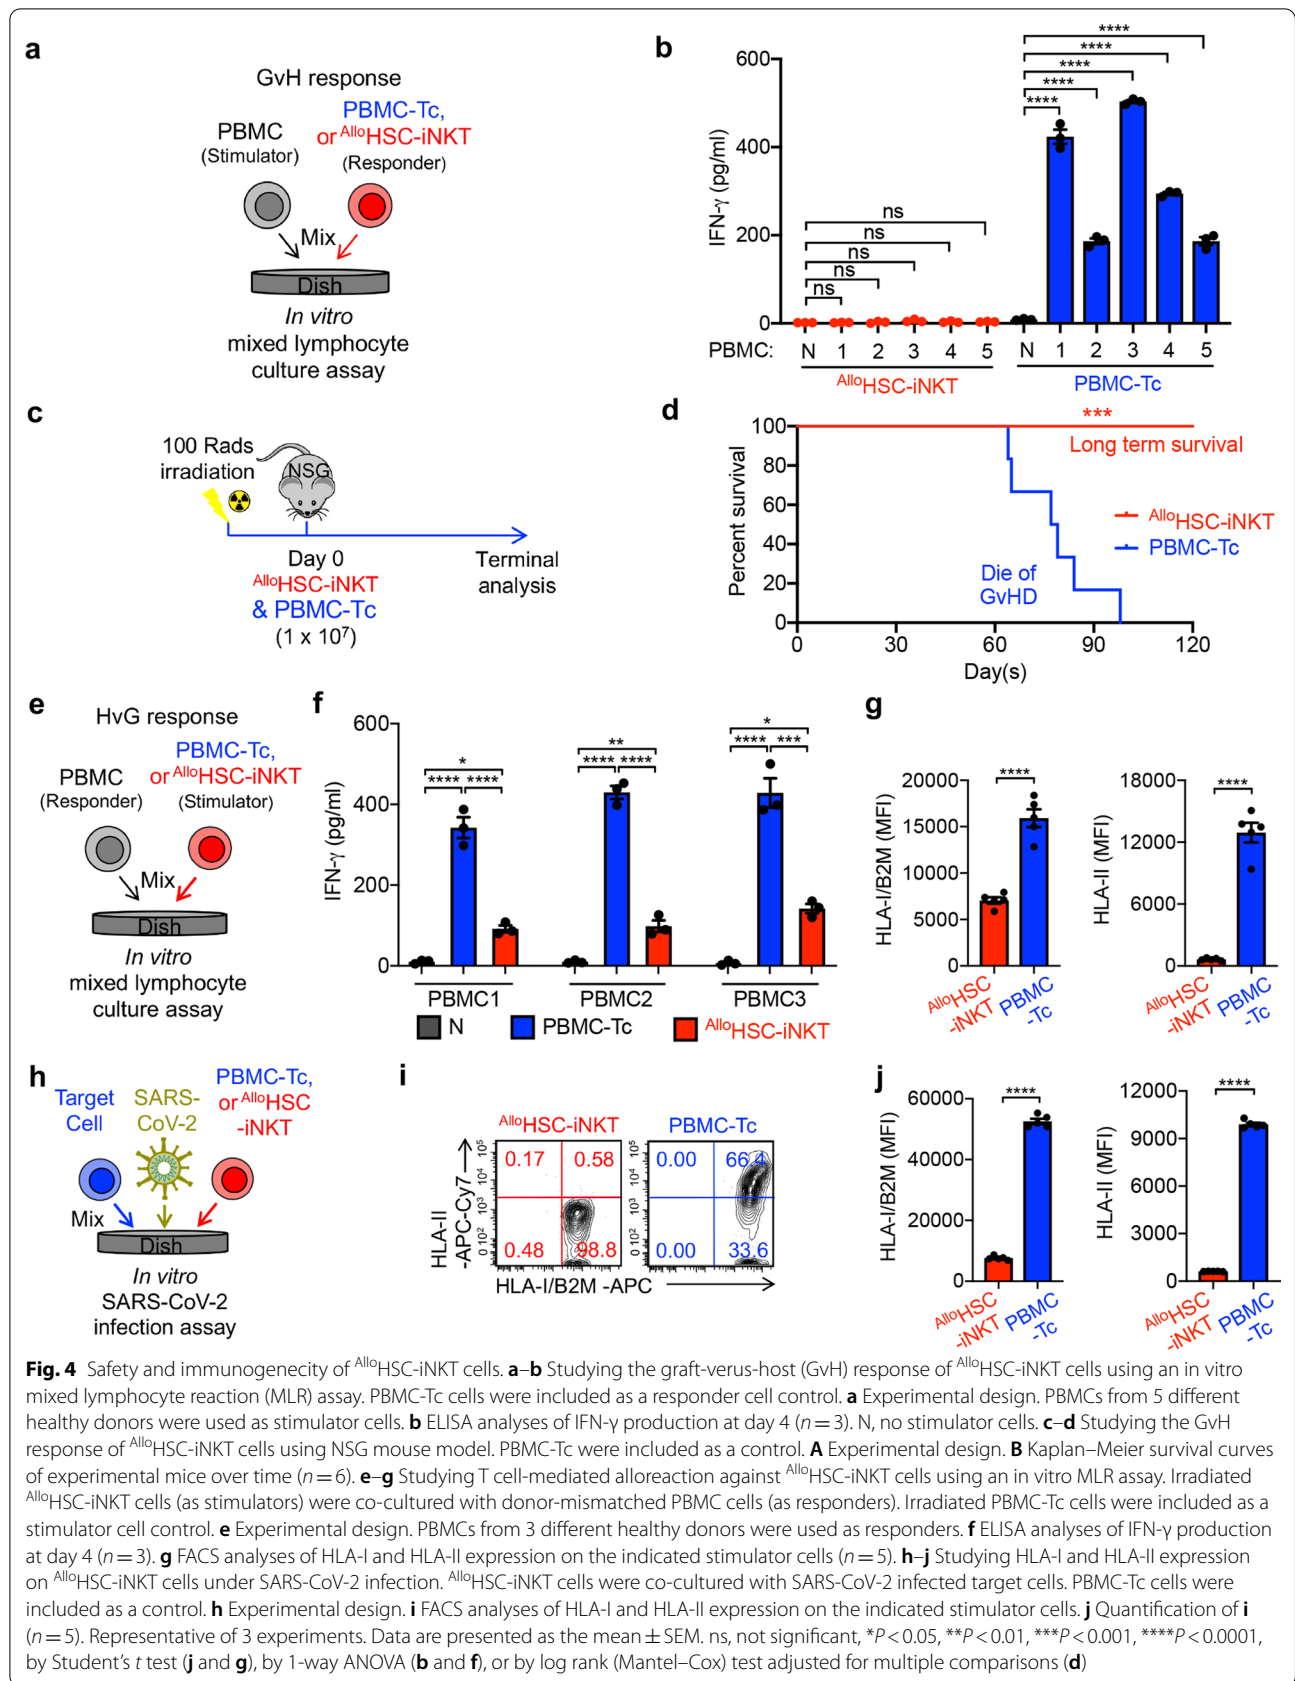 a
GvH response
PBMC
(Stimulator)
PBMC-Tc,
or AlloHSC-iNKT
(Responder)
Mix
Dish
In vitro
mixed lymphocyte
culture assay
b
IFN-γ (pg/ml)
600
400
200
0
ns
ns
ns
ns
ns
****
****
****
****
****
PBMC: N 1 2 3 4 5 N 1 2 3 4 5
AlloHSC-iNKT PBMC-Tc
c
100 Rads
irradiation
NSG
Day 0
AlloHSC-iNKT
& PBMC-Tc
(1 x 10⁷)
Terminal
analysis
d
Percent survival
100
80
60
40
20
0
0 30 60 90 120
Day(s)
***
Long term survival
AlloHSC-iNKT
PBMC-Tc
Die of
GvHD
e
HvG response
PBMC
(Responder)
PBMC-Tc,
or AlloHSC-iNKT
(Stimulator)
Mix
Dish
In vitro
mixed lymphocyte
culture assay
f
IFN-γ (pg/ml)
600
400
200
0
*
**** ****
**
**** ****
*
**** ***
PBMC1 PBMC2 PBMC3
N PBMC-Tc AlloHSC-iNKT
g
HLA-I/B2M (MFI)
20000
15000
10000
5000
0
****
AlloHSC
-iNKT
PBMC
-Tc
HLA-II (MFI)
18000
12000
6000
0
****
AlloHSC
-iNKT
PBMC
-Tc
h
Target
Cell
SARS-
CoV-2
PBMC-Tc,
or AlloHSC
-iNKT
Mix
Dish
In vitro
SARS-CoV-2
infection assay
i
AlloHSC-iNKT PBMC-Tc
HLA-II
-APC-Cy7
10⁵
10⁴
10³
10²
0
0.17 0.58
0.48 98.8
10⁵
10⁴
10³
10²
0
0.00 66.4
0.00 33.6
HLA-I/B2M -APC
j
HLA-I/B2M (MFI)
60000
40000
20000
0
****
AlloHSC
-iNKT
PBMC
-Tc
HLA-II (MFI)
12000
9000
6000
3000
0
****
AlloHSC
-iNKT
PBMC
-Tc
Fig. 4 Safety and immunogenecity of AlloHSC-iNKT cells. a–b Studying the graft-verus-host (GvH) response of AlloHSC-iNKT cells using an in vitro
mixed lymphocyte reaction (MLR) assay. PBMC-Tc cells were included as a responder cell control. a Experimental design. PBMCs from 5 different
healthy donors were used as stimulator cells. b ELISA analyses of IFN-γ production at day 4 (n = 3). N, no stimulator cells. c–d Studying the GvH
response of AlloHSC-iNKT cells using NSG mouse model. PBMC-Tc were included as a control. A Experimental design. B Kaplan–Meier survival curves
of experimental mice over time (n = 6). e–g Studying T cell-mediated alloreaction against AlloHSC-iNKT cells using an in vitro MLR assay. Irradiated
AlloHSC-iNKT cells (as stimulators) were co-cultured with donor-mismatched PBMC cells (as responders). Irradiated PBMC-Tc cells were included as a
stimulator cell control. e Experimental design. PBMCs from 3 different healthy donors were used as responders. f ELISA analyses of IFN-γ production
at day 4 (n = 3). g FACS analyses of HLA-I and HLA-II expression on the indicated stimulator cells (n = 5). h–j Studying HLA-I and HLA-II expression
on AlloHSC-iNKT cells under SARS-CoV-2 infection. AlloHSC-iNKT cells were co-cultured with SARS-CoV-2 infected target cells. PBMC-Tc cells were
included as a control. h Experimental design. i FACS analyses of HLA-I and HLA-II expression on the indicated stimulator cells. j Quantification of i
(n = 5). Representative of 3 experiments. Data are presented as the mean ± SEM. ns, not significant, *P < 0.05, **P < 0.01, ***P < 0.001, ****P < 0.0001,
by Student’s t test (j and g), by 1-way ANOVA (b and f), or by log rank (Mantel–Cox) test adjusted for multiple comparisons (d)